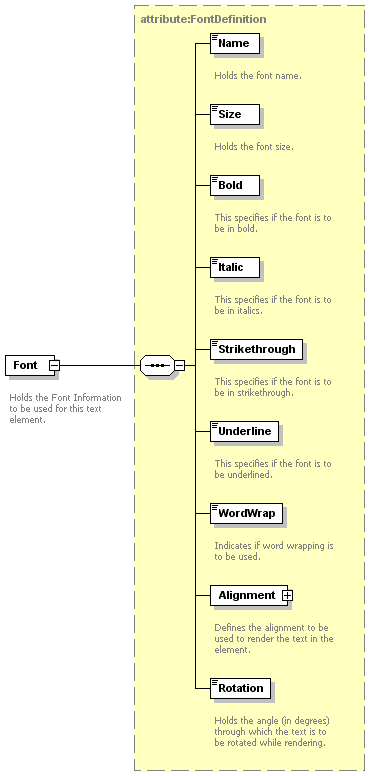 attribute:FontDefinition
Name
Holds the font name.
Size
Holds the font size.
Bold
This specifies if the font is to
be in bold.
Italic
This specifies if the font is to
be in italics.
Strikethrough
This specifies if the font is to
be in strikethrough.
Font
Holds the Font Information
to be used for this text
element.
Underline
This specifies if the font is to
be underlined.
WordWrap
Indicates if word wrapping is
to be used.
Alignment
Defines the alignment to be
used to render the text in the
element.
Rotation
Holds the angle (in degrees)
through which the text is to
be rotated while rendering.